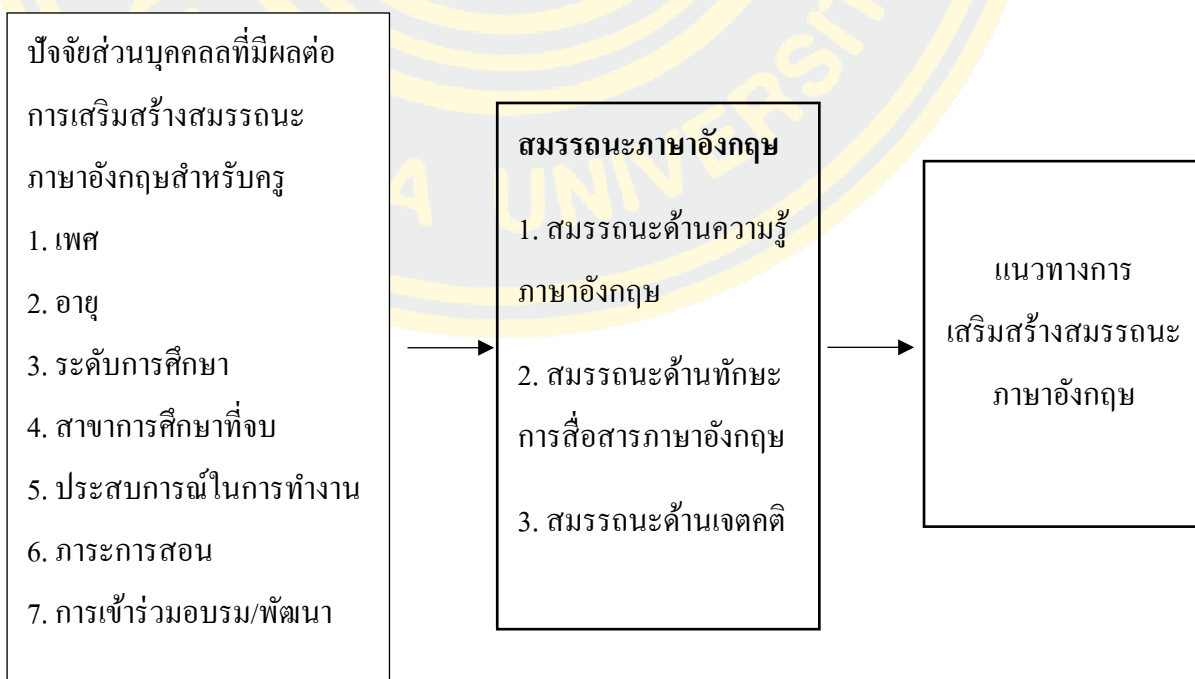 ปัจจัยส่วนบุคคลลที่มีผลต่อ
การเสริมสร้างสมรรถนะ
ภาษาอังกฤษสำหรับครู
1. เพศ
2. อายุ
3. ระดับการศึกษา
4. สาขาการศึกษาที่จบ
5. ประสบการณ์ในการทำงาน
6. ภาระการสอน
7. การเข้าร่วมอบรม/พัฒนา
สมรรถนะภาษาอังกฤษ
1. สมรรถนะด้านความรู้
ภาษาอังกฤษ
2. สมรรถนะด้านทักษะ
การสื่อสารภาษาอังกฤษ
3. สมรรถนะด้านเจตคติ
แนวทางการ
เสริมสร้างสมรรถนะ
ภาษาอังกฤษ
A UNIVERSIT